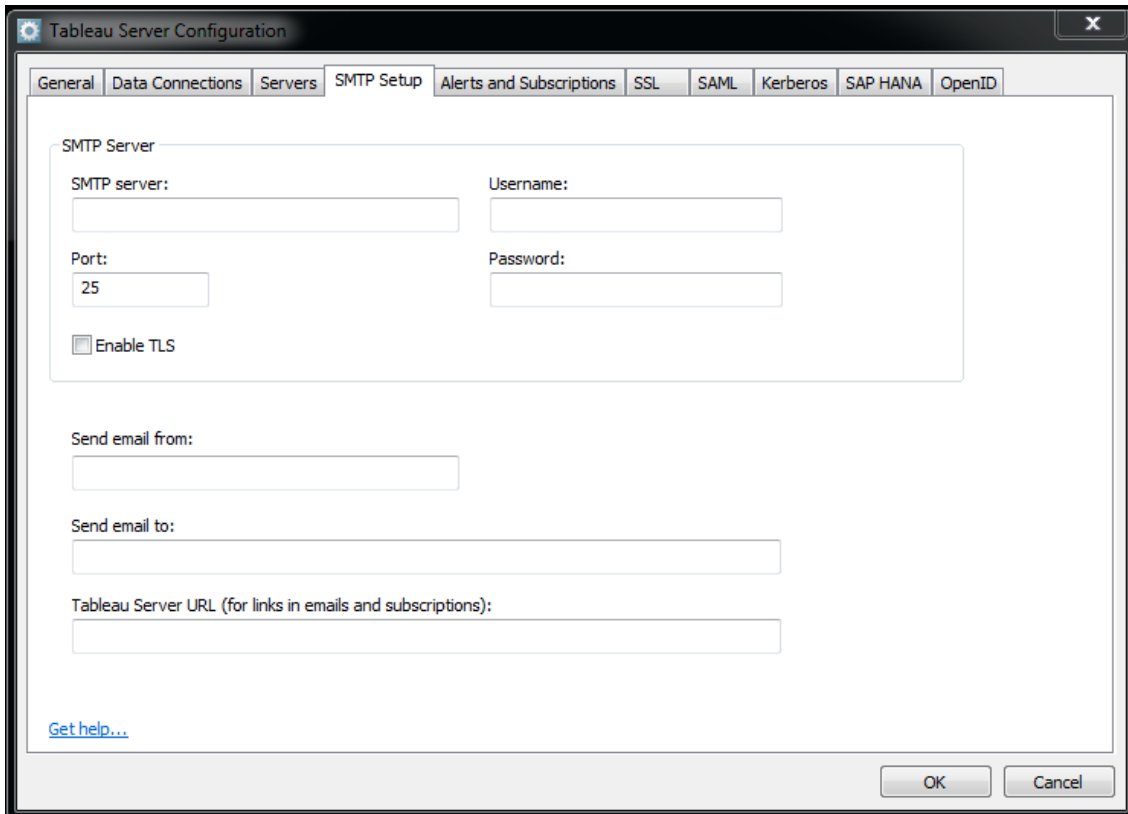 Tableau Server Configuration
X
General Data Connections Servers SMTP Setup Alerts and Subscriptions SSL SAML Kerberos SAP HANA OpenID
SMTP Server
SMTP server: Username:
Port: Password:
25
Enable TLS
Send email from:
Send email to:
Tableau Server URL (for links in emails and subscriptions):
Get help...
OK Cancel